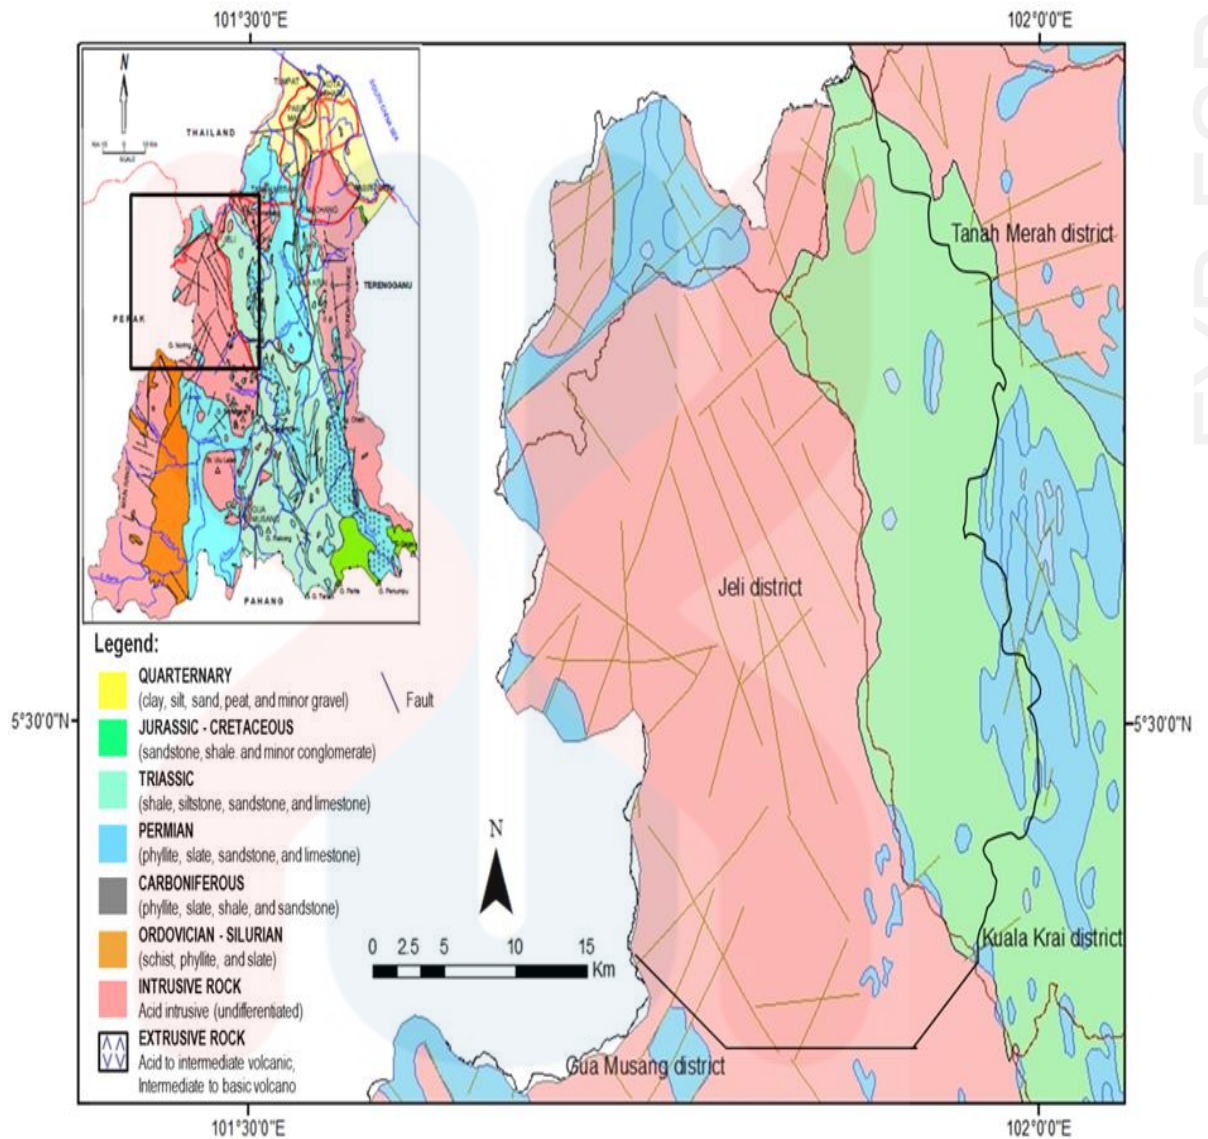 101°30'0"E
102°0'0"E
N
THAILAND
SOUTH CHINA SEA
TERENGGANU
PERAK
JELI
GUA
MUSANG
PAHANG
Tanah Merah district
Jeli district
Kuala Krai district
Gua Musang district
5°30'0"N
5°30'0"N
Legend:
QUARTERNARY
(clay, silt, sand, peat, and minor gravel)
Fault
JURASSIC - CRETACEOUS
(sandstone, shale. and minor conglomerate)
TRIASSIC
(shale, siltstone, sandstone, and limestone)
PERMIAN
(phyllite, slate, sandstone, and limestone)
CARBONIFEROUS
(phyllite, slate, shale, and sandstone)
ORDOVICIAN - SILURIAN
(schist, phyllite, and slate)
INTRUSIVE ROCK
Acid intrusive (undifferentiated)
EXTRUSIVE ROCK
Acid to intermediate volcanic,
Intermediate to basic volcano
N
0 2.5 5 10 15
Km
101°30'0"E
102°0'0"E